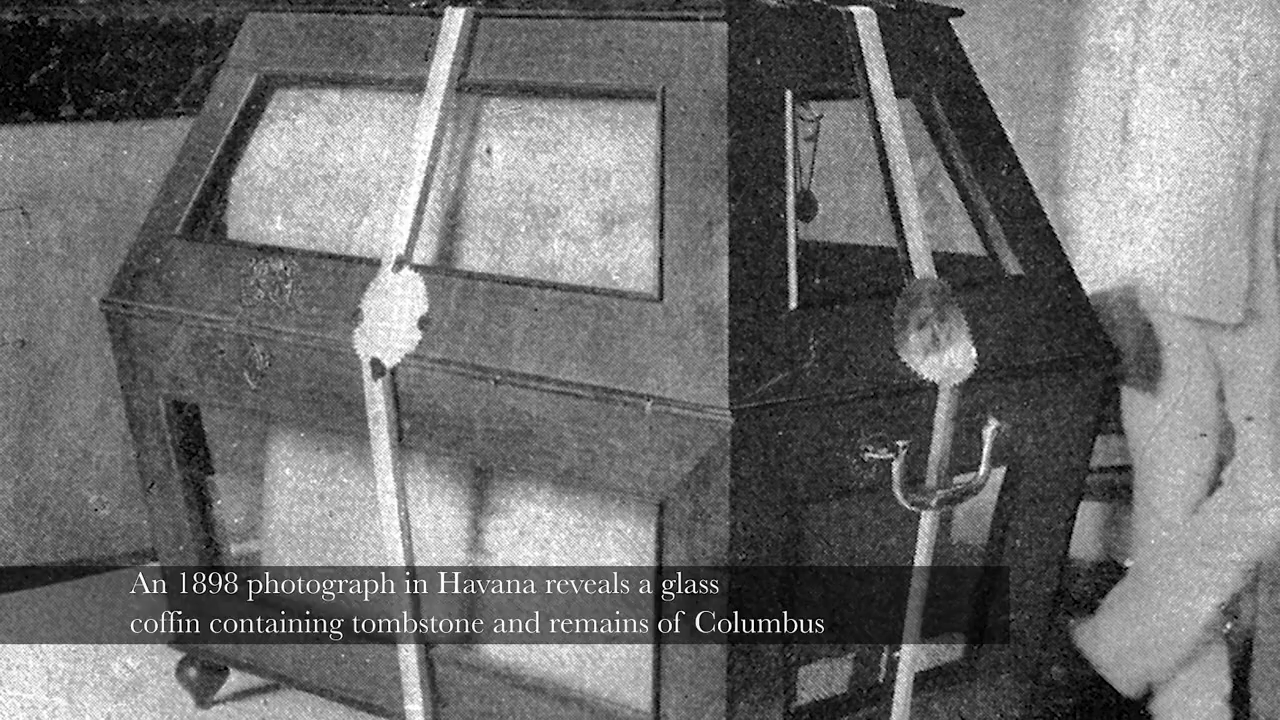 An 1898 photograph in Havana reveals a glass
coffin containing tombstone and remains of Columbus